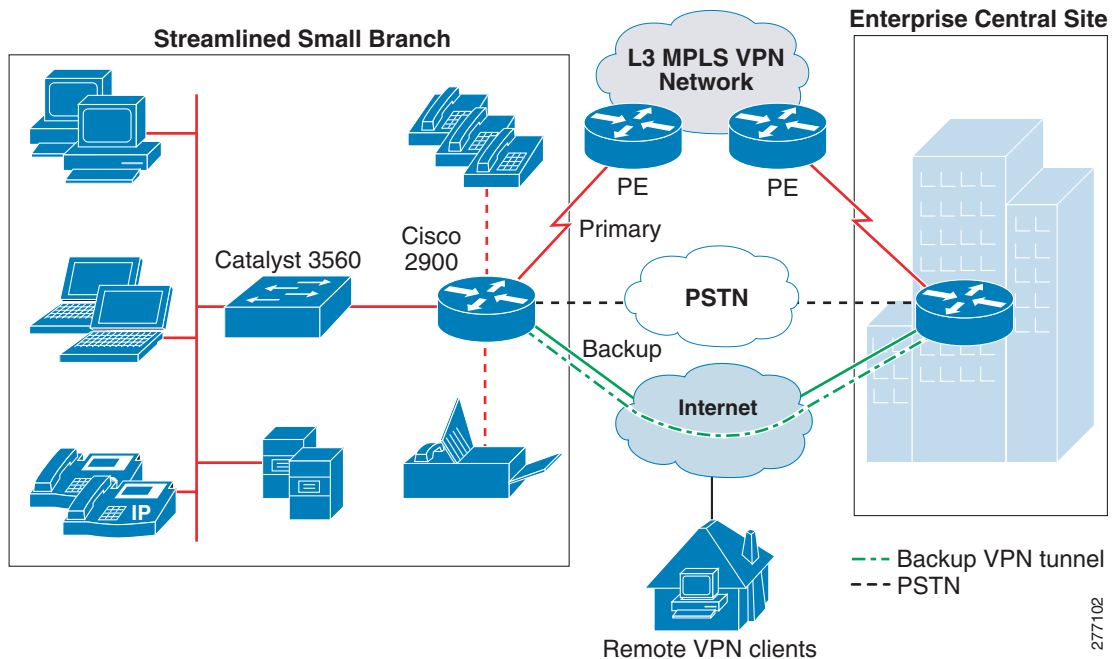 Streamlined Small Branch
Enterprise Central Site
L3 MPLS VPN
Network
PE
PE
Primary
Cisco
2900
Catalyst 3560
PSTN
Backup
Internet
IP
Backup VPN tunnel
PSTN
Remote VPN clients
277102